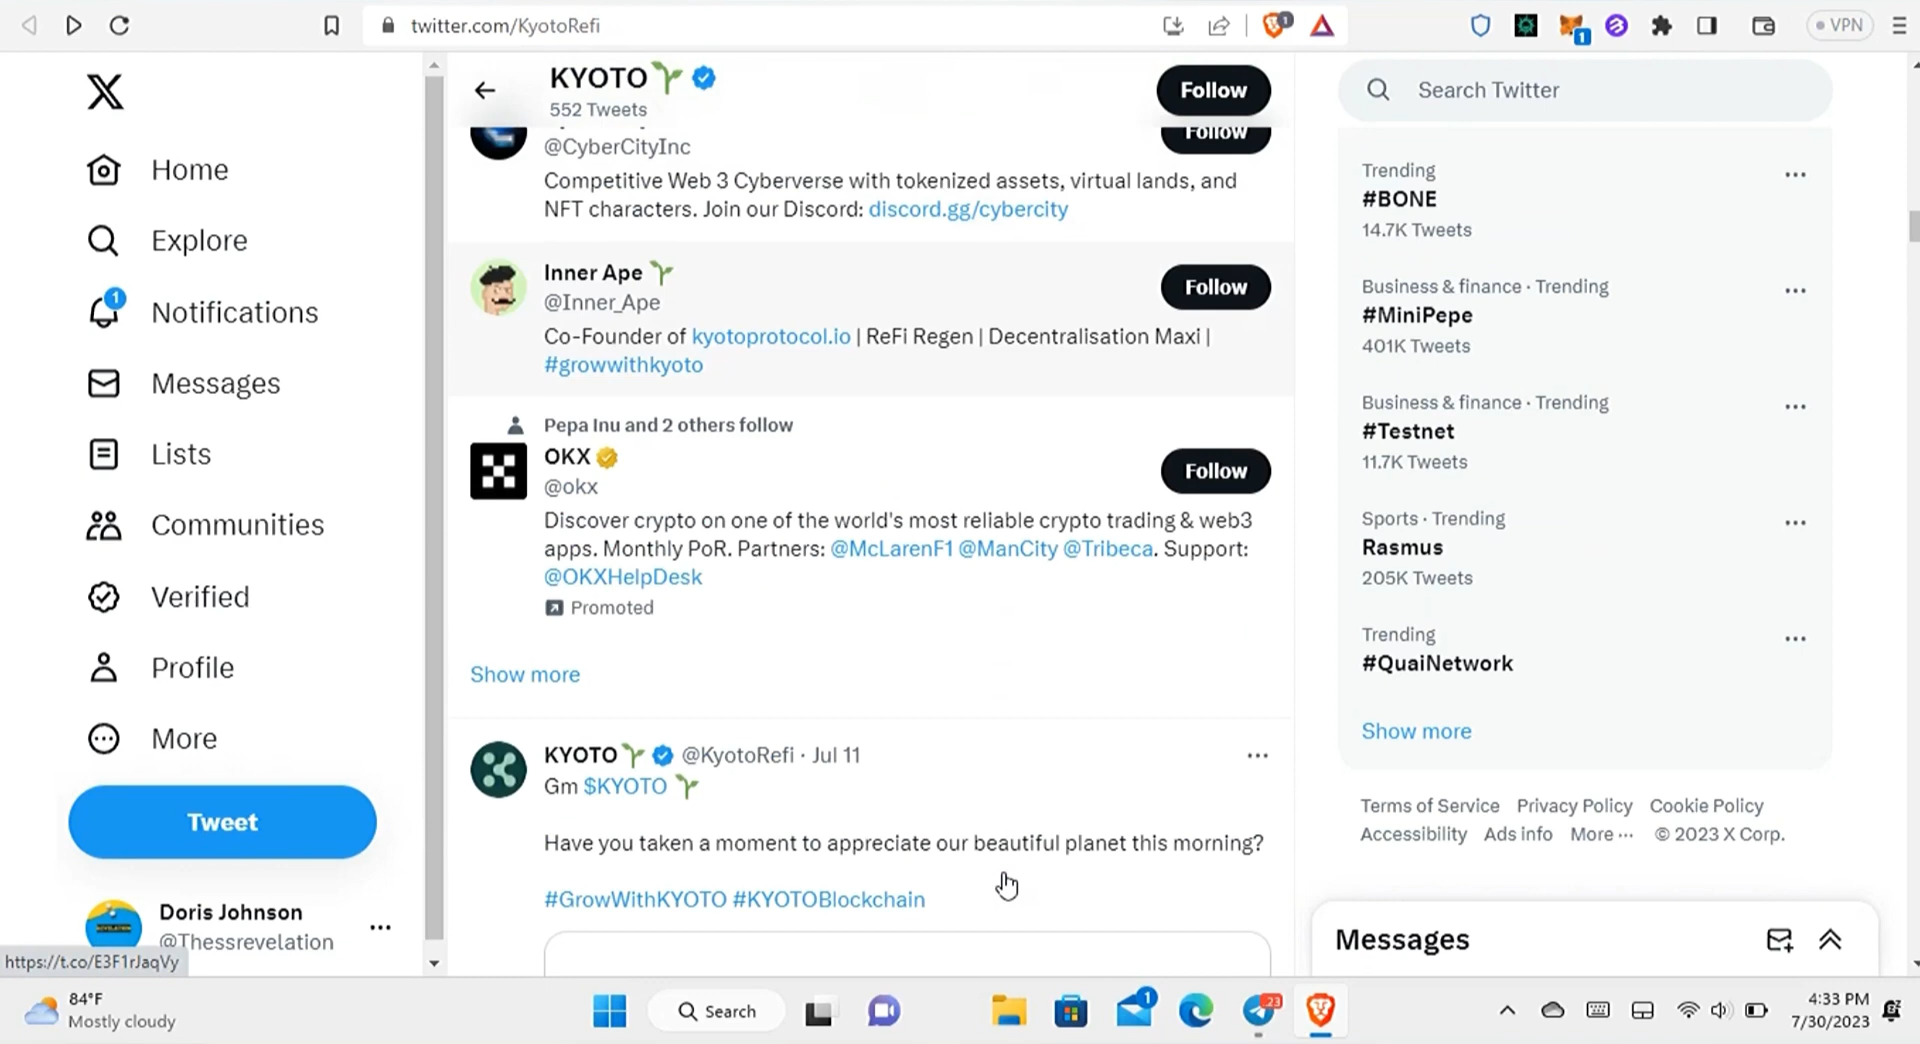 twitter.com/KyotoRefi
1
1
VPN
KYOTO
552 Tweets
Follow
Search Twitter
Home
Explore
1
Notifications
Messages
Lists
Communities
Verified
Profile
More
Tweet
Doris Johnson
@Thessrevelation
https://t.co/E3F1rJaqVy
Follow
@CyberCityInc
Competitive Web 3 Cyberverse with tokenized assets, virtual lands, and
NFT characters. Join our Discord: discord.gg/cybercity
Inner Ape
@Inner_Ape
Follow
Co-Founder of kyotoprotocol.io | ReFi Regen | Decentralisation Maxi |
#growwithkyoto
Pepa Inu and 2 others follow
OKX
@okx
Follow
Discover crypto on one of the world's most reliable crypto trading & web3
apps. Monthly PoR. Partners: @McLarenF1 @ManCity @Tribeca. Support:
@OKXHelpDesk
Promoted
Show more
KYOTO @KyotoRefi · Jul 11
Gm $KYOTO
Have you taken a moment to appreciate our beautiful planet this morning?
#GrowWithKYOTO #KYOTOBlockchain
Trending
#BONE
14.7K Tweets
Business & finance · Trending
#MiniPepe
401K Tweets
Business & finance · Trending
#Testnet
11.7K Tweets
Sports · Trending
Rasmus
205K Tweets
Trending
#QuaiNetwork
Show more
Terms of Service Privacy Policy Cookie Policy
Accessibility Ads info More ··· © 2023 X Corp.
Messages
84°F
Mostly cloudy
Search
1
23
4:33 PM
7/30/2023